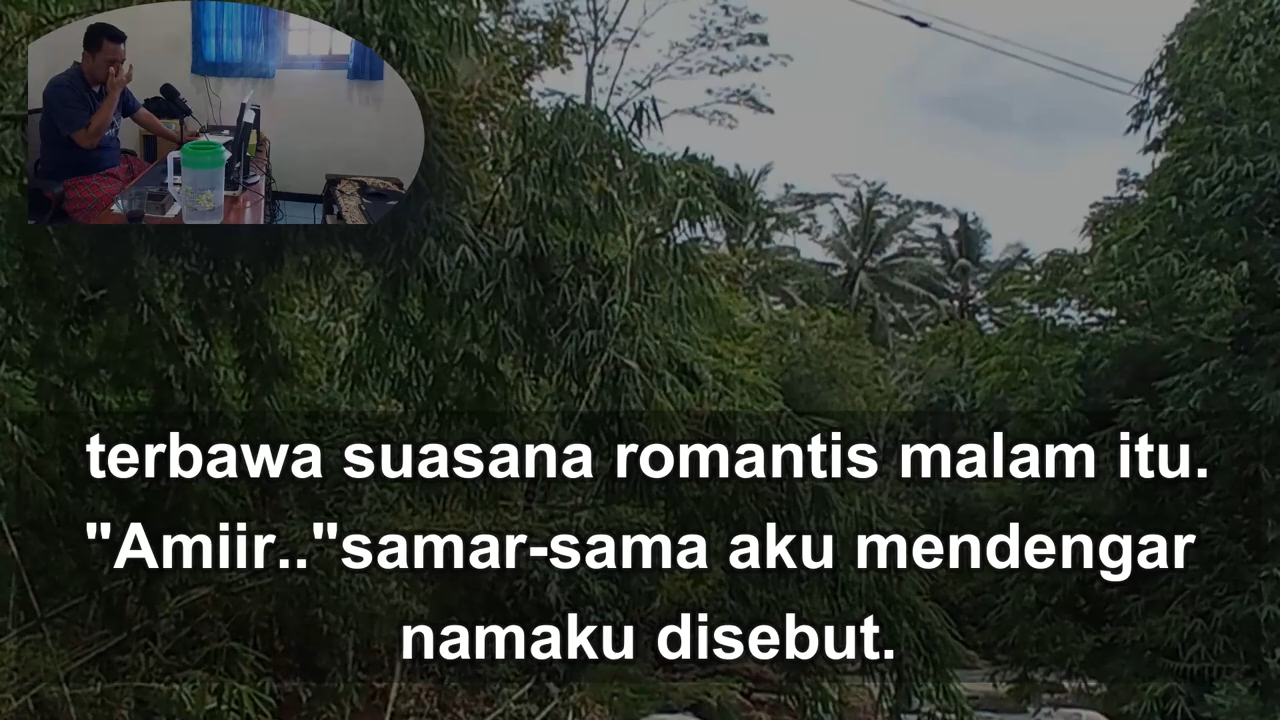 terbawa suasana romantis malam itu.
"Amiir.."samar-sama aku mendengar
namaku disebut.